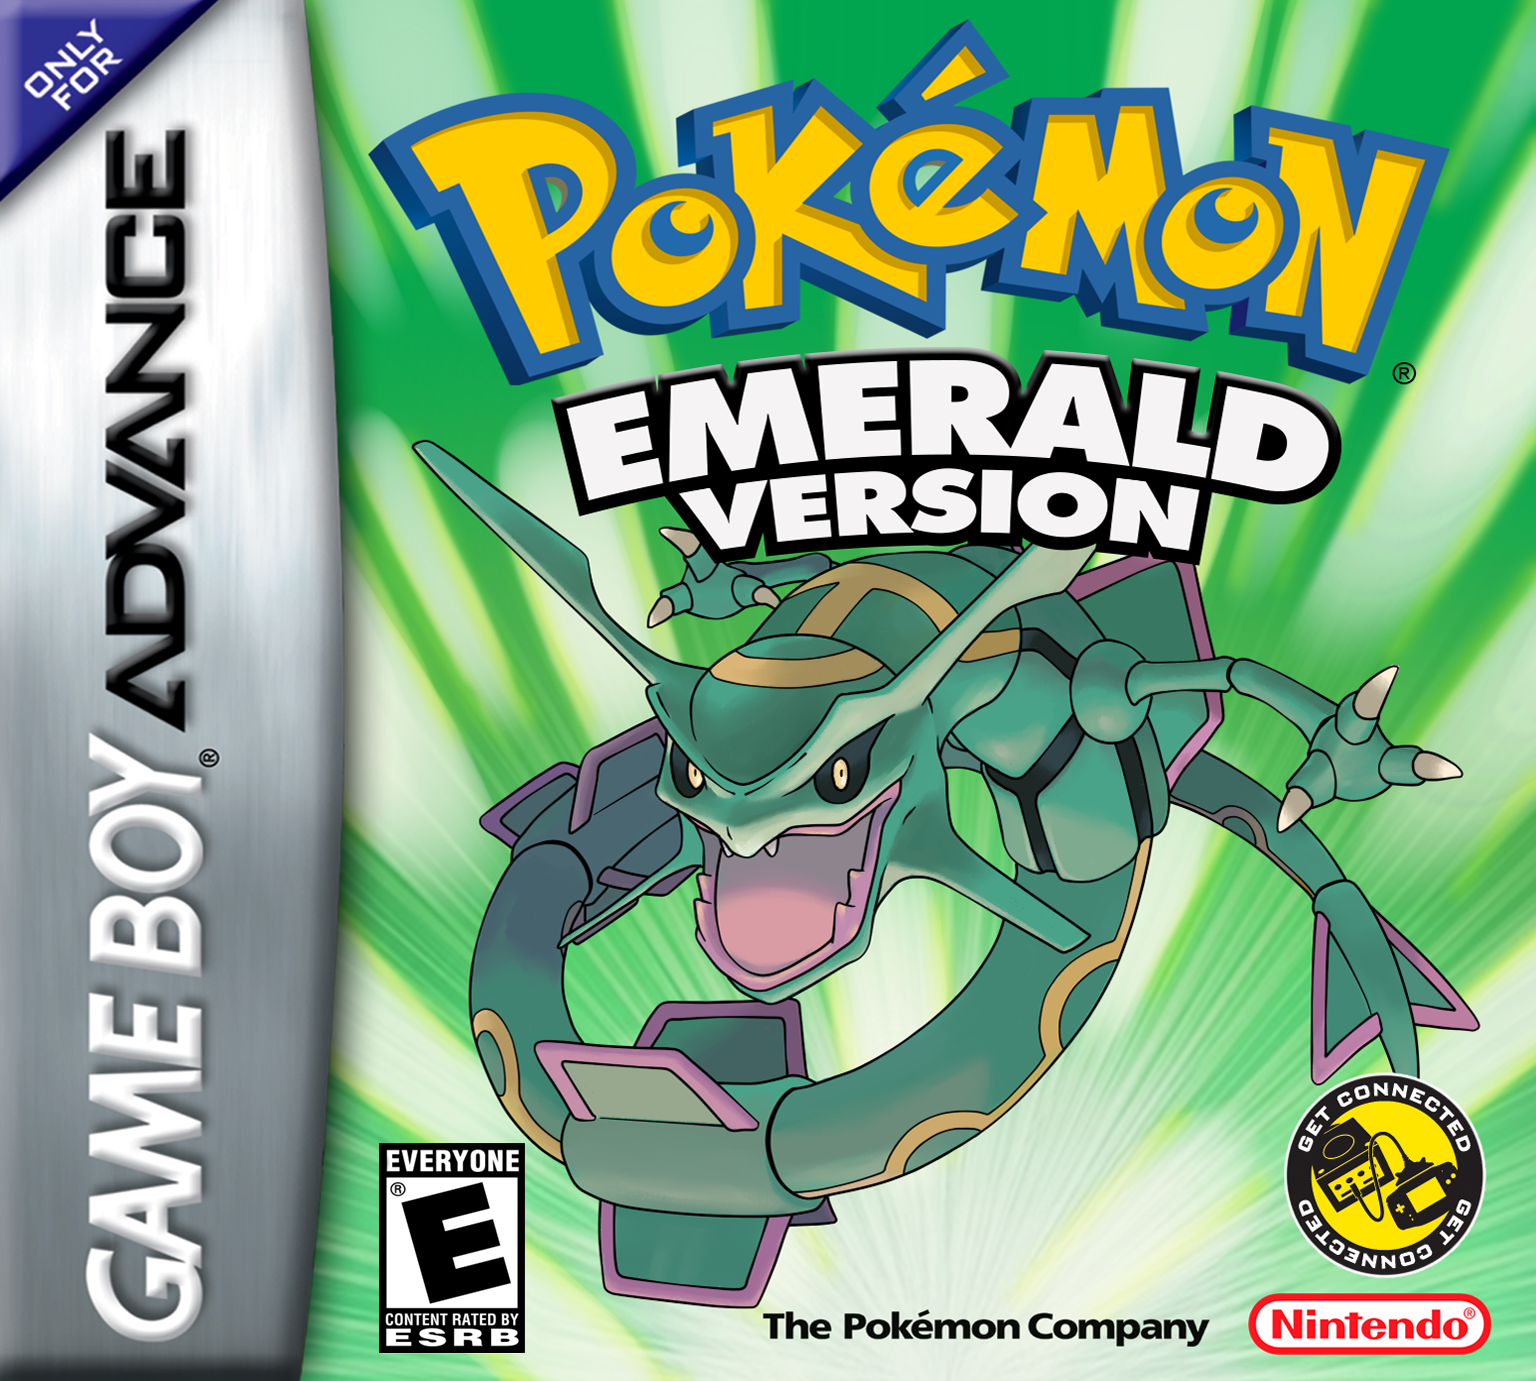 ONLY
FOR
GAME BOY ADVANCE
®
POKéMON
®
EMERALD
VERSION
EVERYONE
®
E
CONTENT RATED BY
ESRB
GET CONNECTED
GET CONNECTED
The Pokémon Company
Nintendo®